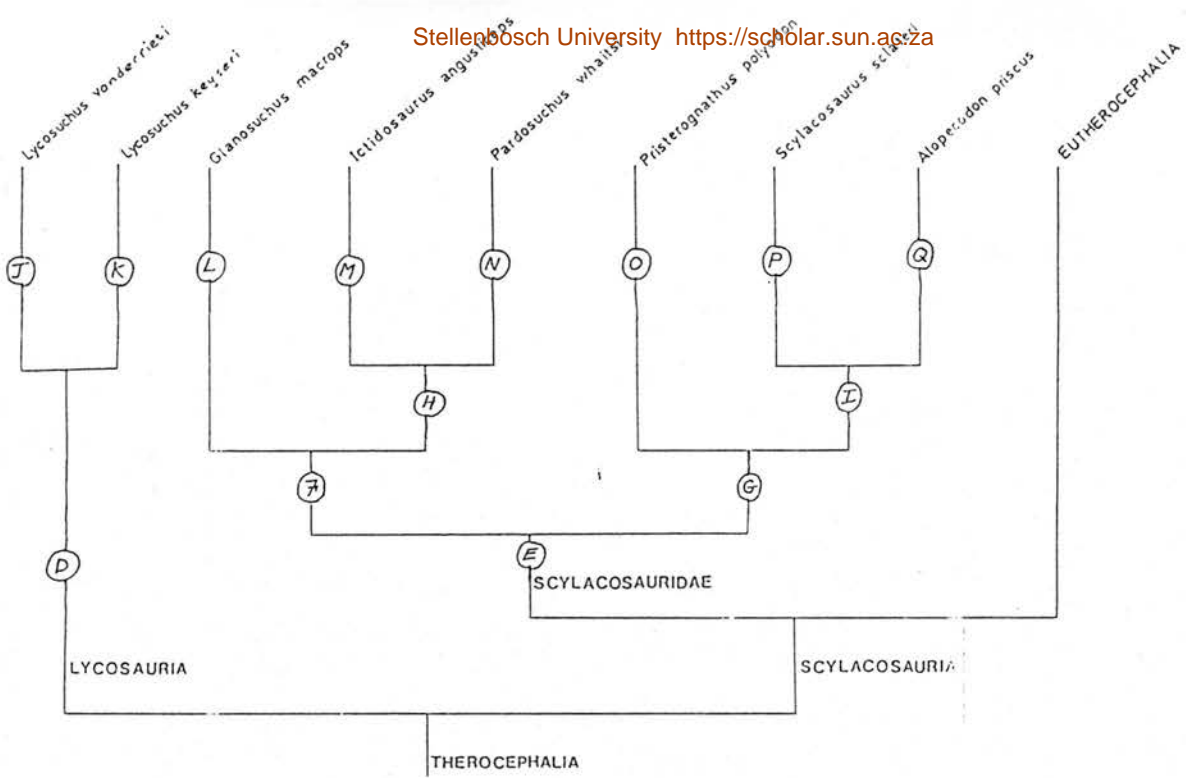 Stellenbosch University https://scholar.sun.ac.za
Lycosuchus vanderrieti
Lycosuchus keyseri
Glanosuchus macrops
Ictidosaurus angusticeps
Pardosuchus whaitsi
Pristerognathus polyodon
Scylacosaurus sclateri
Alopecodon priscus
EUTHEROCEPHALIA
J
K
L
M
N
O
P
Q
H
I
F
G
D
E
SCYLACOSAURIDAE
LYCOSAURIA
SCYLACOSAURIA
THEROCEPHALIA